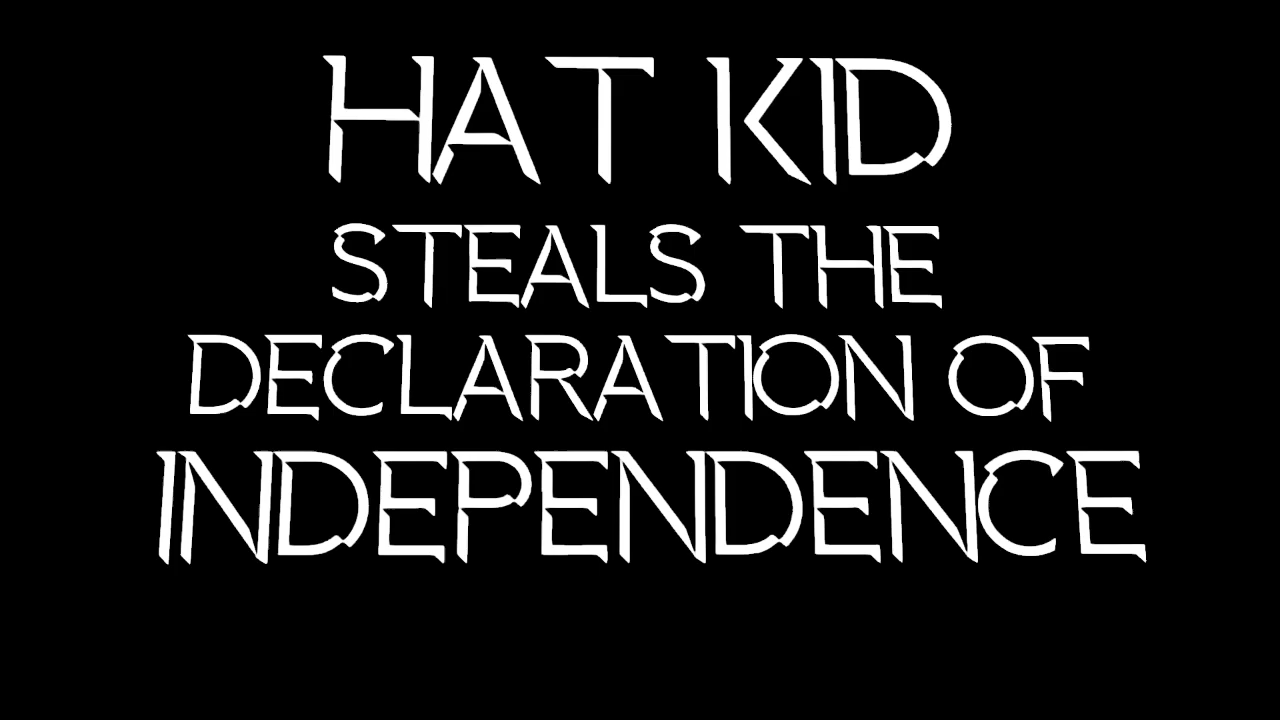 HAT KID
STEALS THE
DECLARATION OF
INDEPENDENCE